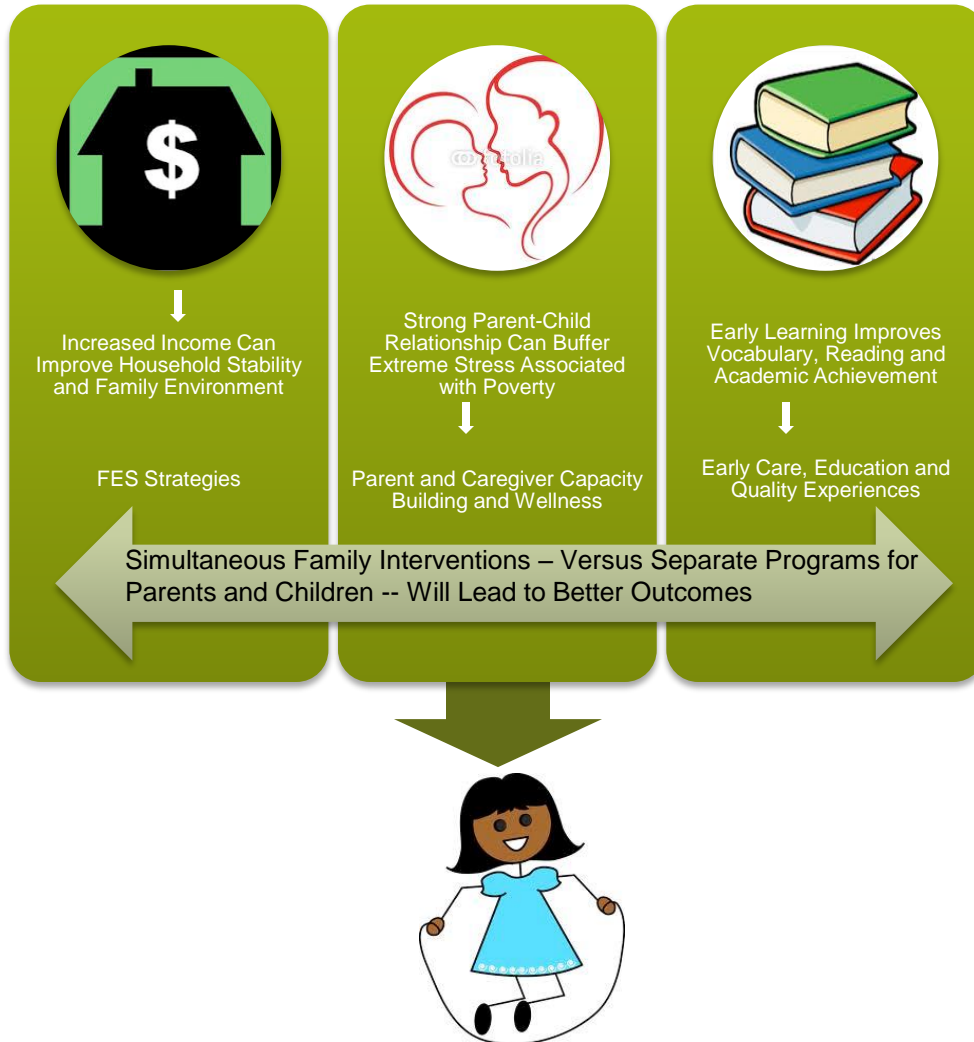 $
Increased Income Can
Improve Household Stability
and Family Environment
FES Strategies
Strong Parent-Child
Relationship Can Buffer
Extreme Stress Associated
with Poverty
Parent and Caregiver Capacity
Building and Wellness
Early Learning Improves
Vocabulary, Reading and
Academic Achievement
Early Care, Education and
Quality Experiences
Simultaneous Family Interventions – Versus Separate Programs for
Parents and Children -- Will Lead to Better Outcomes